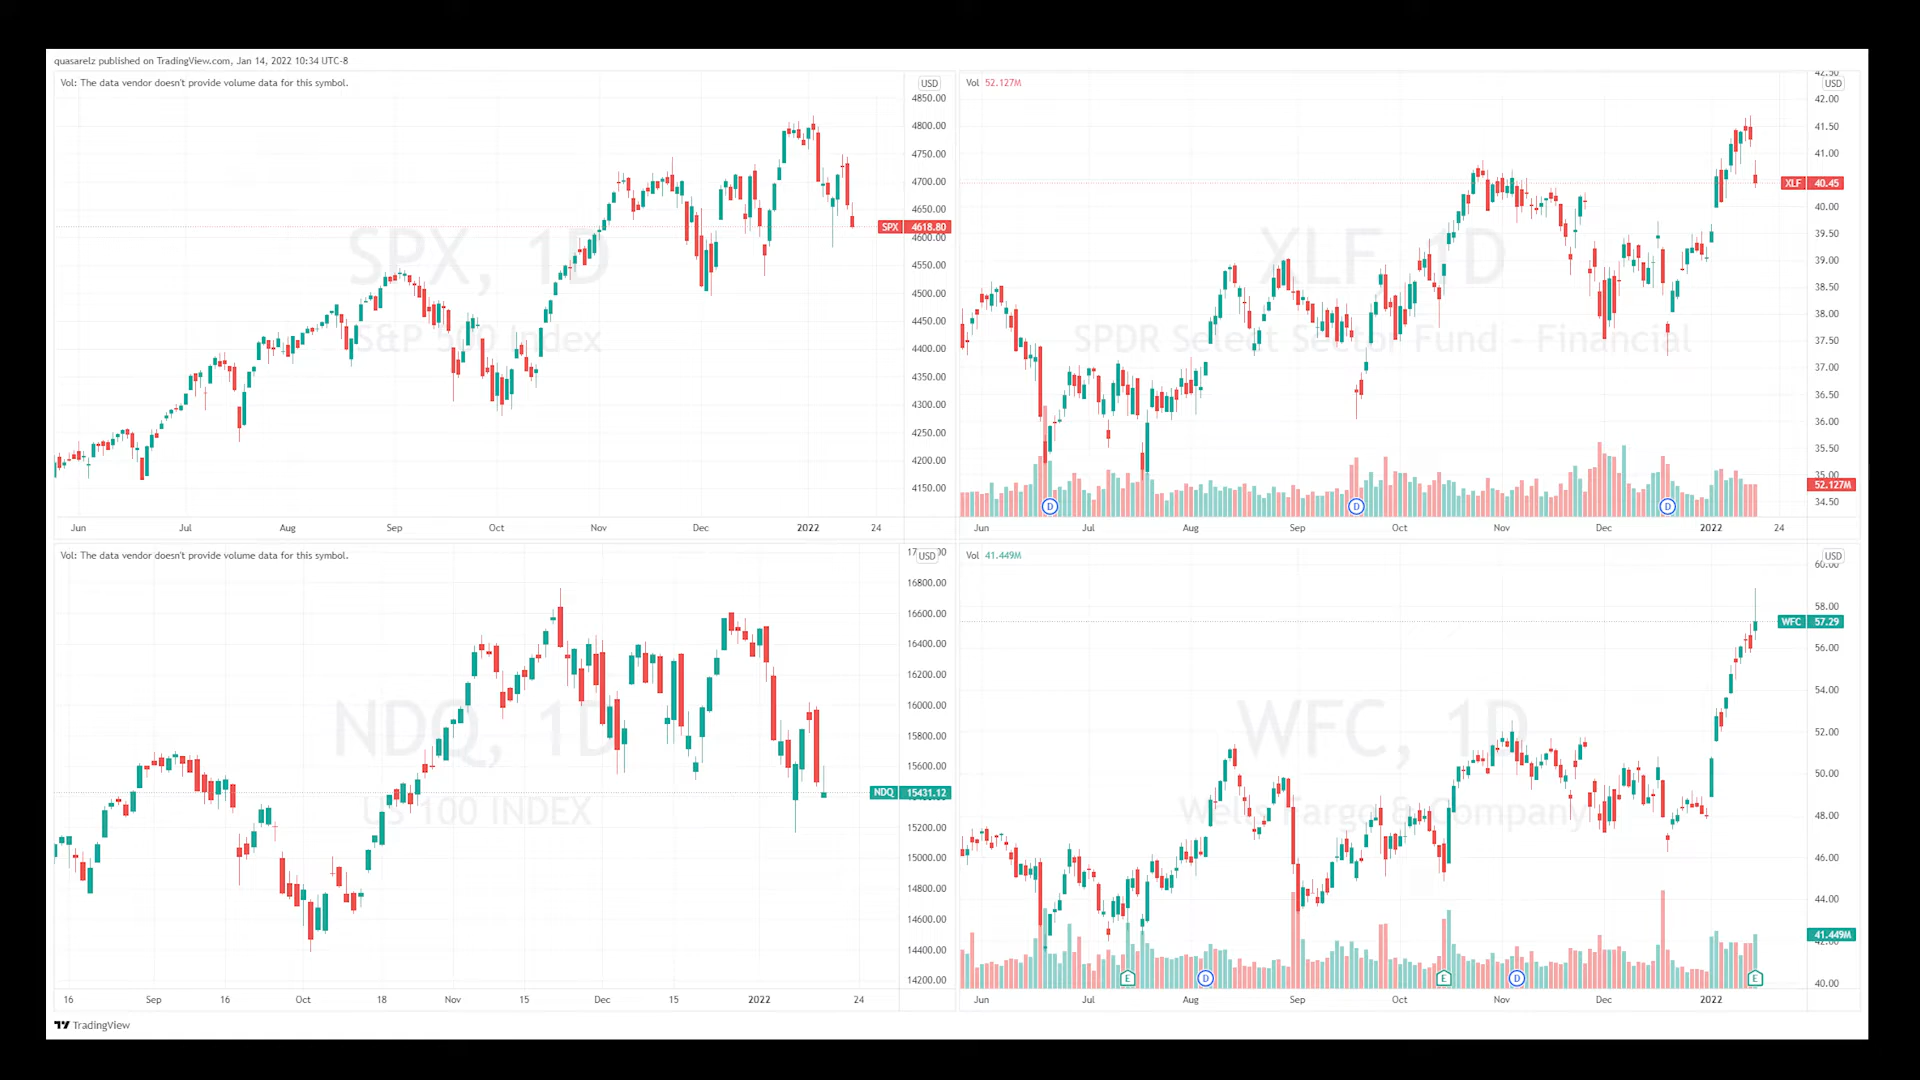 quasarelz published on TradingView.com, Jan 14, 2022 10:34 UTC-8
Vol: The data vendor doesn't provide volume data for this symbol.
USD
4850.00
4800.00
4750.00
4700.00
4650.00
SPX 4618.80
4600.00
4550.00
4500.00
4450.00
4400.00
4350.00
4300.00
4250.00
4200.00
4150.00
SPX, 1D
S&P 500 Index
Jun Jul Aug Sep Oct Nov Dec 2022 24
Vol 52.127M
42.50
USD
42.00
41.50
41.00
XLF 40.45
40.00
39.50
39.00
38.50
38.00
37.50
37.00
36.50
36.00
35.50
35.00
52.127M
34.50
XLF, 1D
SPDR Select Sector Fund - Financial
D D D
Jun Jul Aug Sep Oct Nov Dec 2022 24
Vol: The data vendor doesn't provide volume data for this symbol.
USD
16800.00
16600.00
16400.00
16200.00
16000.00
15800.00
15600.00
NDQ 15431.12
15200.00
15000.00
14800.00
14600.00
14400.00
14200.00
NDQ, 1D
US 100 INDEX
16 Sep 16 Oct 18 Nov 15 Dec 15 2022 24
Vol 41.449M
USD
60.00
58.00
WFC 57.29
56.00
54.00
52.00
50.00
48.00
46.00
44.00
41.449M
42.00
40.00
WFC, 1D
Wells Fargo & Company
E D E D E
Jun Jul Aug Sep Oct Nov Dec 2022
TradingView